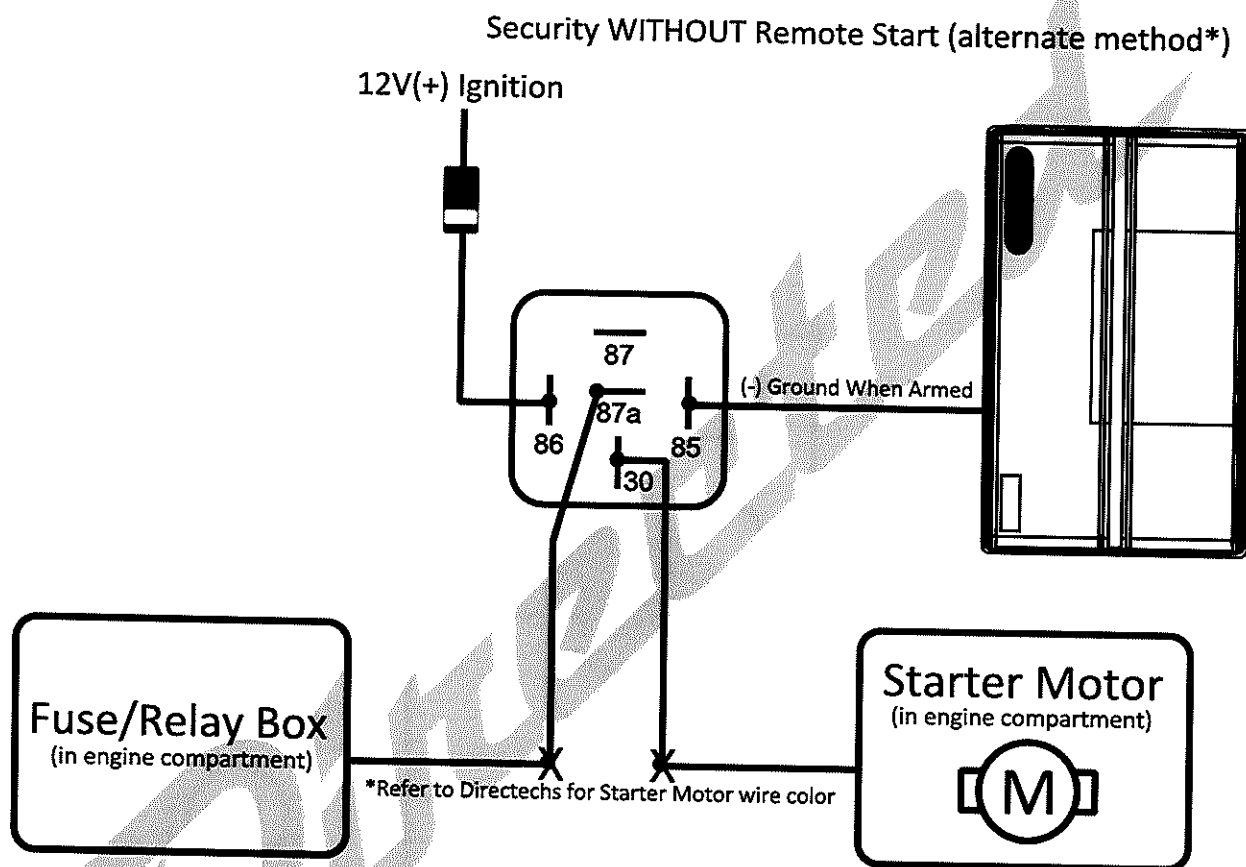 Security WITHOUT Remote Start (alternate method*)
12V(+) Ignition
87
(-) Ground When Armed
87a
86
85
30
Fuse/Relay Box
(in engine compartment)
Starter Motor
(in engine compartment)
M
X X
*Refer to Directechs for Starter Motor wire color
Directed